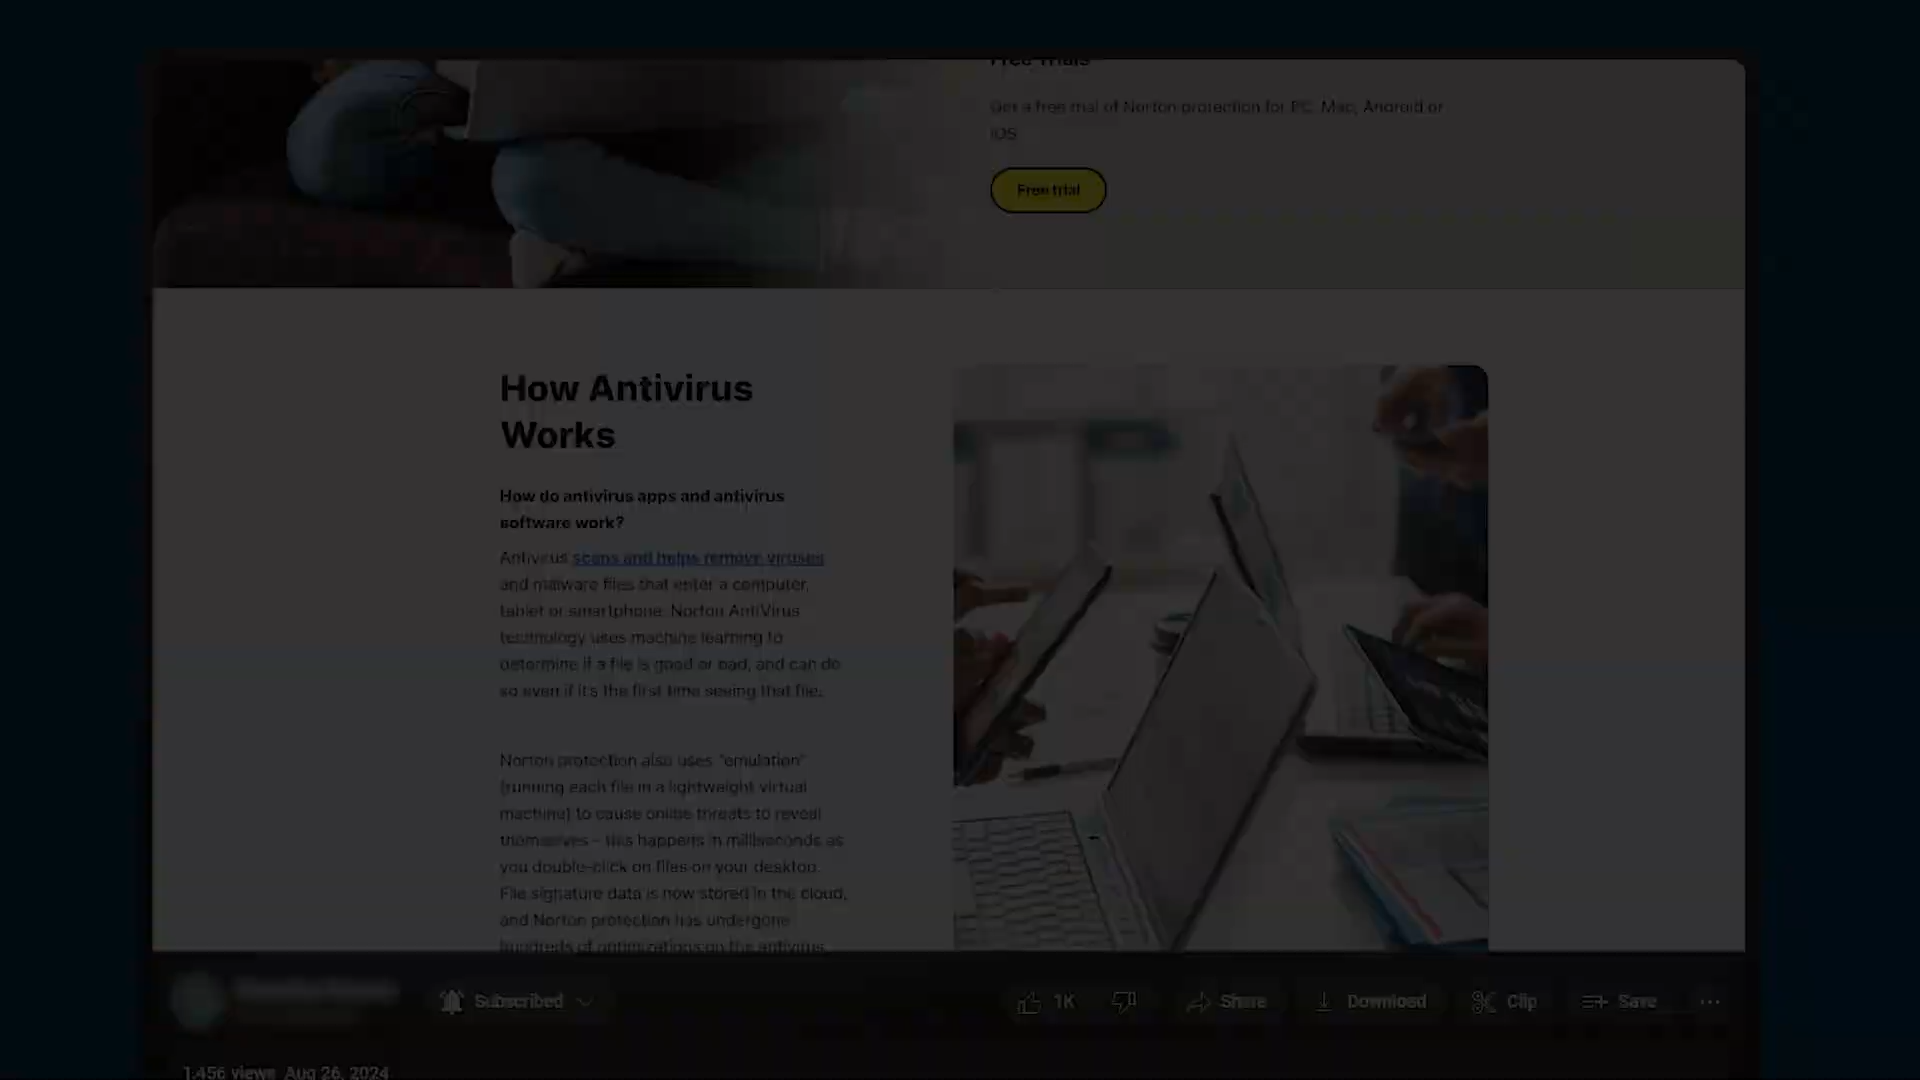 Free Trials
Get a free trial of Norton protection for PC, Mac, Android or
iOS
Free trial
How Antivirus
Works
How do antivirus apps and antivirus
software work?
Antivirus scans and helps remove viruses
and malware files that enter a computer,
tablet or smartphone. Norton AntiVirus
technology uses machine learning to
determine if a file is good or bad, and can do
so even if it's the first time seeing that file.
Norton protection also uses "emulation"
(running each file in a lightweight virtual
machine) to cause online threats to reveal
themselves – this happens in milliseconds as
you double-click on files on your desktop.
File signature data is now stored in the cloud,
and Norton protection has undergone
hundreds of optimizations on the antivirus
Subscribed
1K
Share
Download
Clip
Save
1,456 views Aug 26, 2024